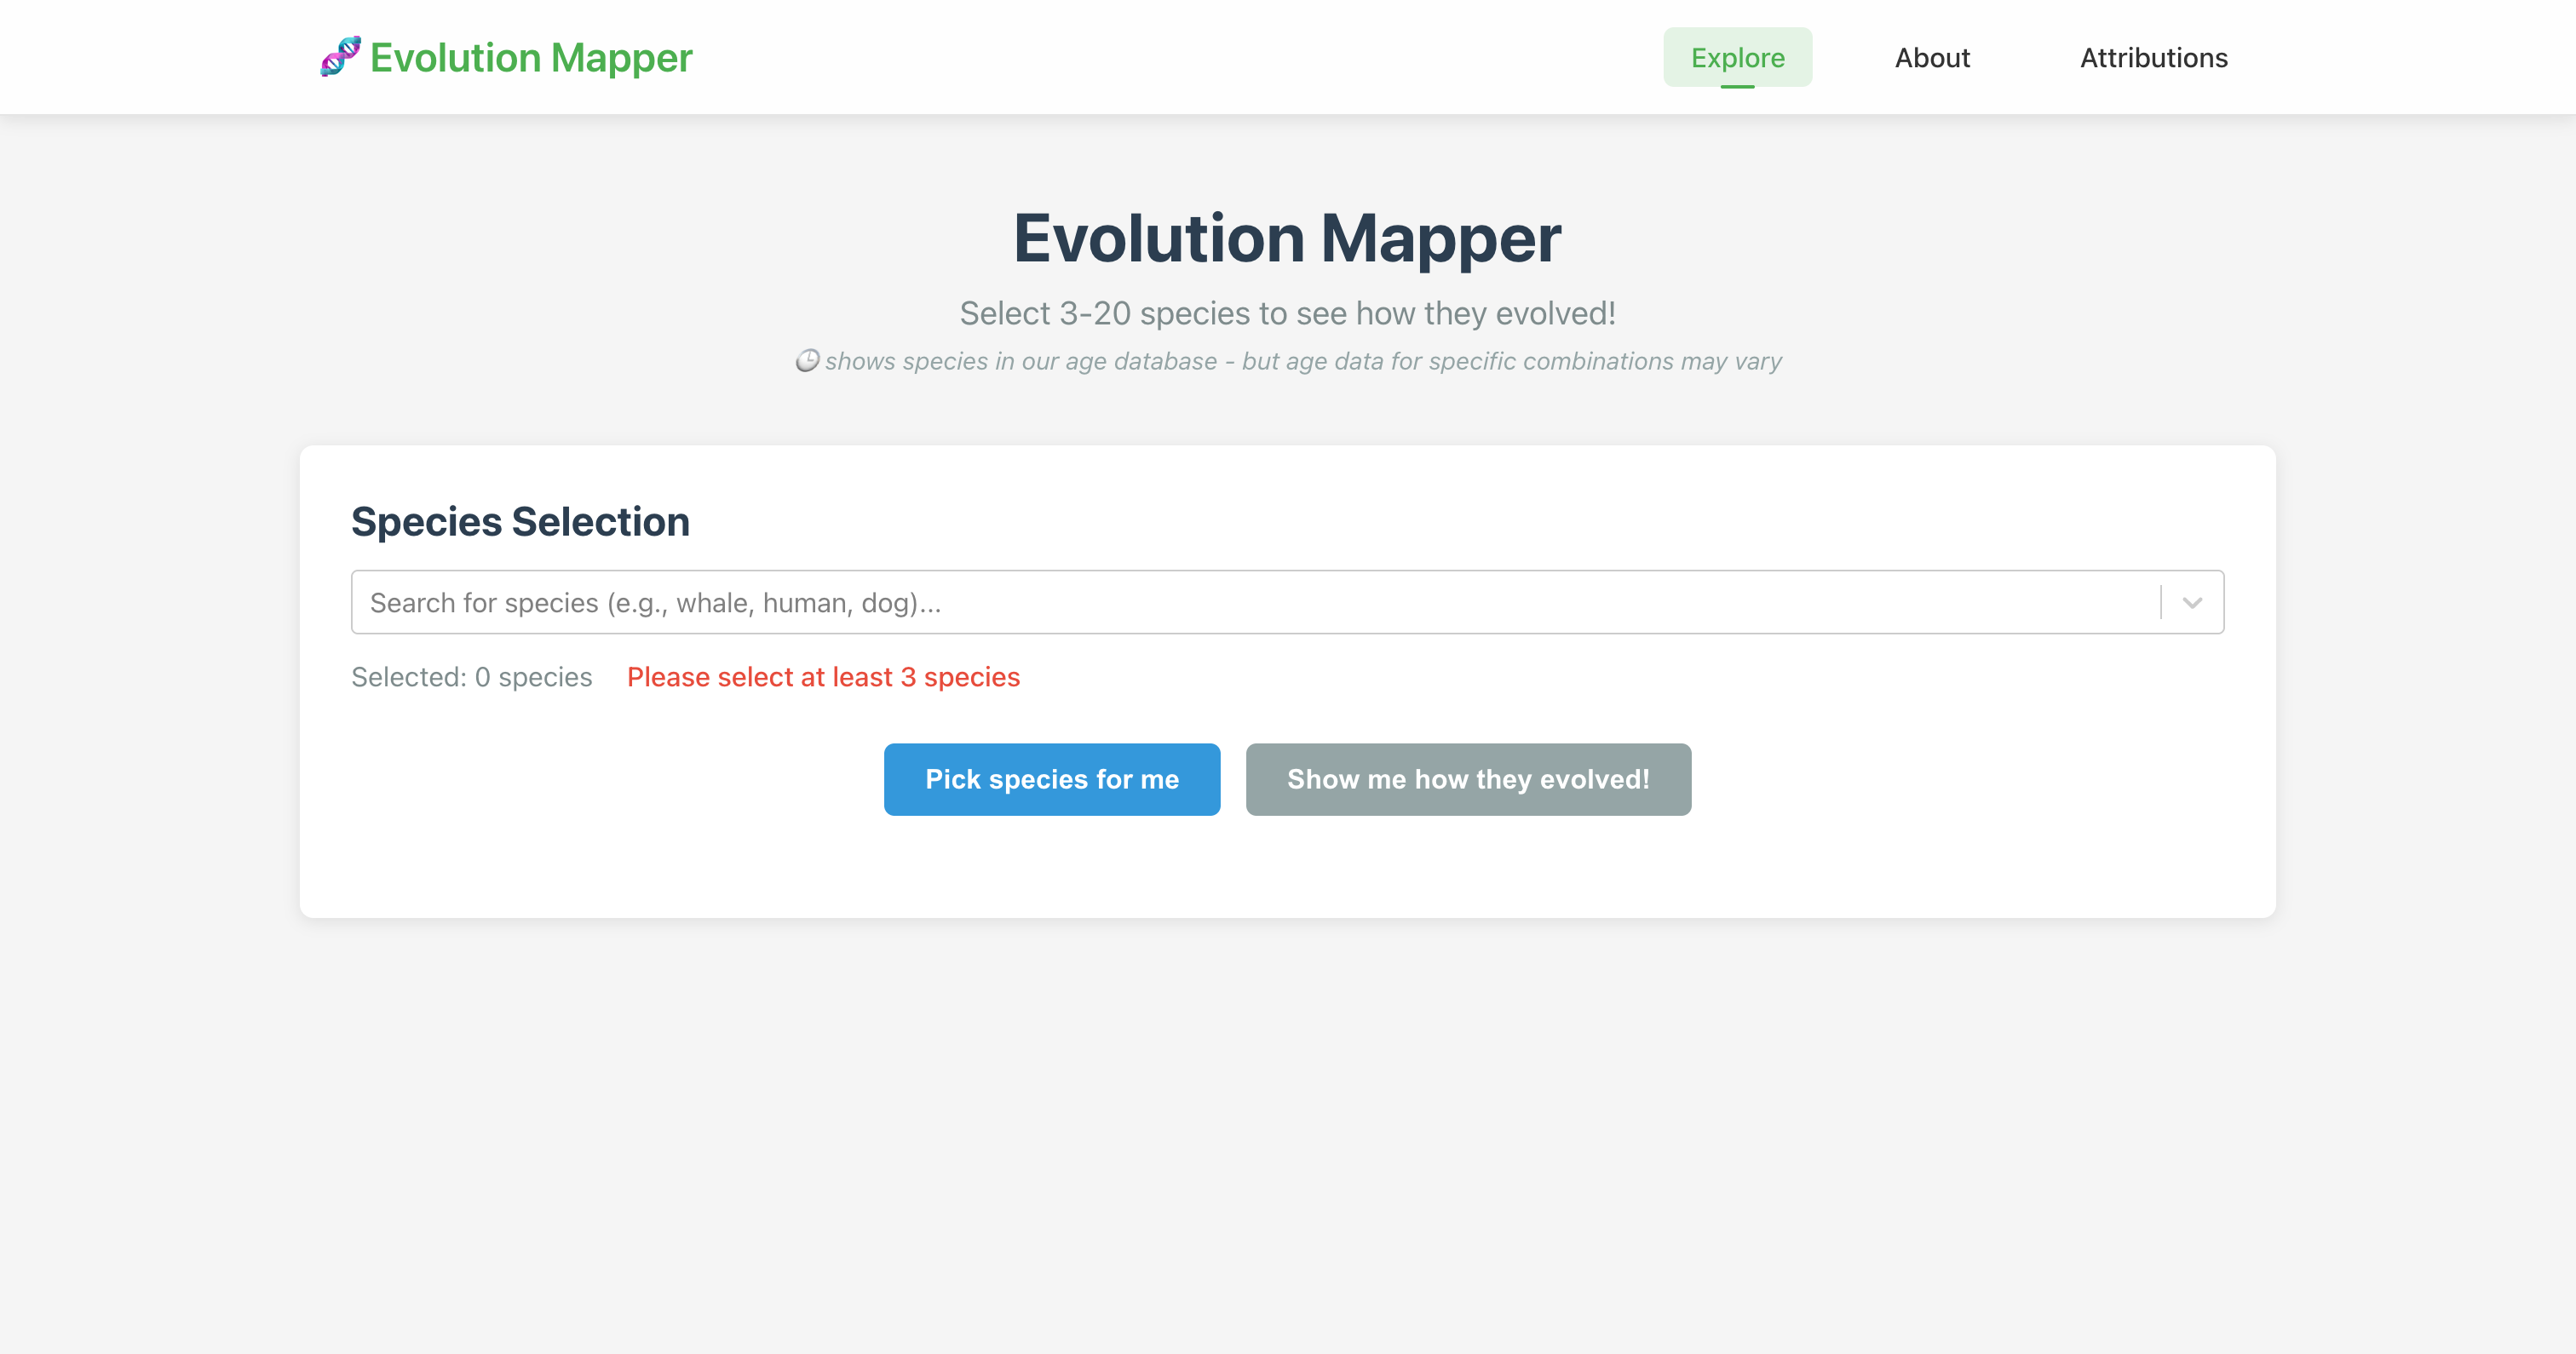 🧬 Evolution Mapper
Explore
About
Attributions
Evolution Mapper
Select 3-20 species to see how they evolved!
🕒 shows species in our age database - but age data for specific combinations may vary
Species Selection
Search for species (e.g., whale, human, dog)...
Selected: 0 species
Please select at least 3 species
Pick species for me
Show me how they evolved!